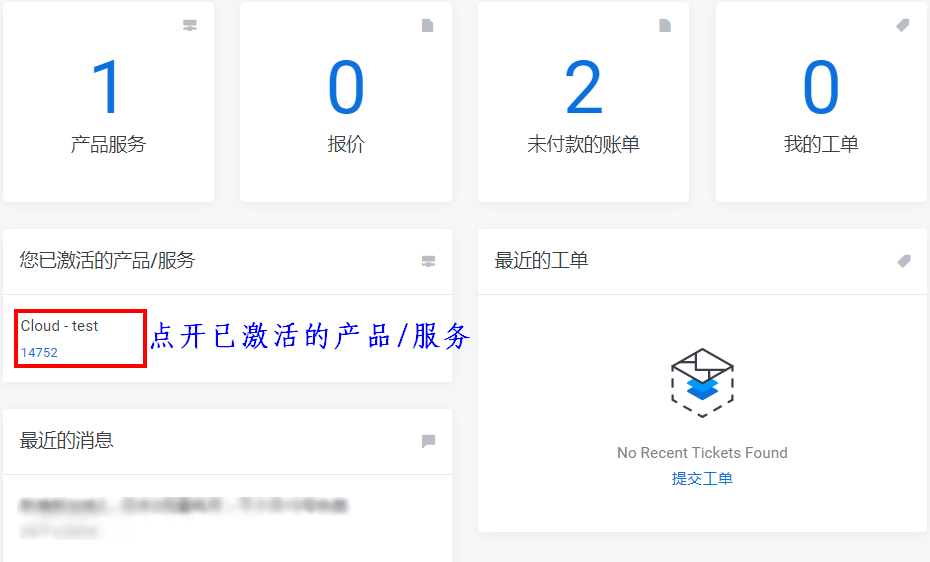 1
产品服务
0
报价
2
未付款的账单
0
我的工单
您已激活的产品/服务
Cloud - test
14752
点开已激活的产品/服务
最近的消息
最近的工单
No Recent Tickets Found
提交工单